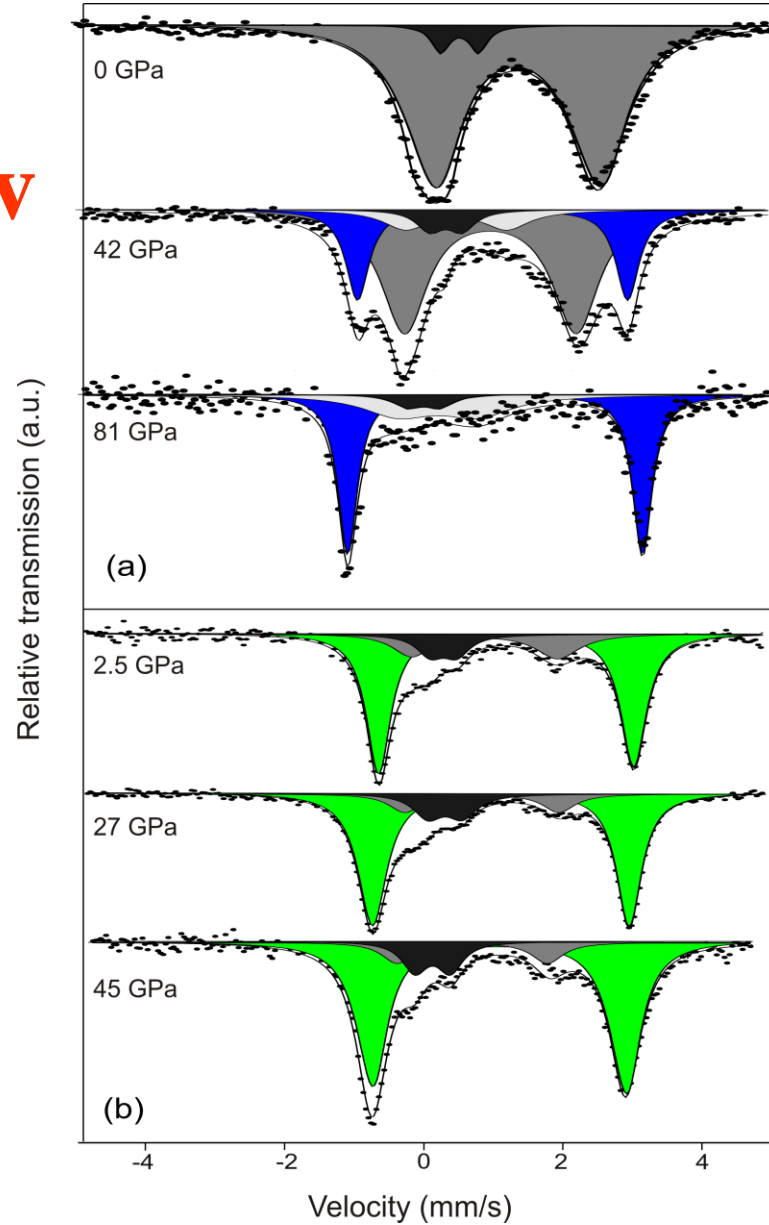 v
0 GPa
42 GPa
81 GPa
(a)
2.5 GPa
27 GPa
45 GPa
(b)
Relative transmission (a.u.)
-4 -2 0 2 4
Velocity (mm/s)